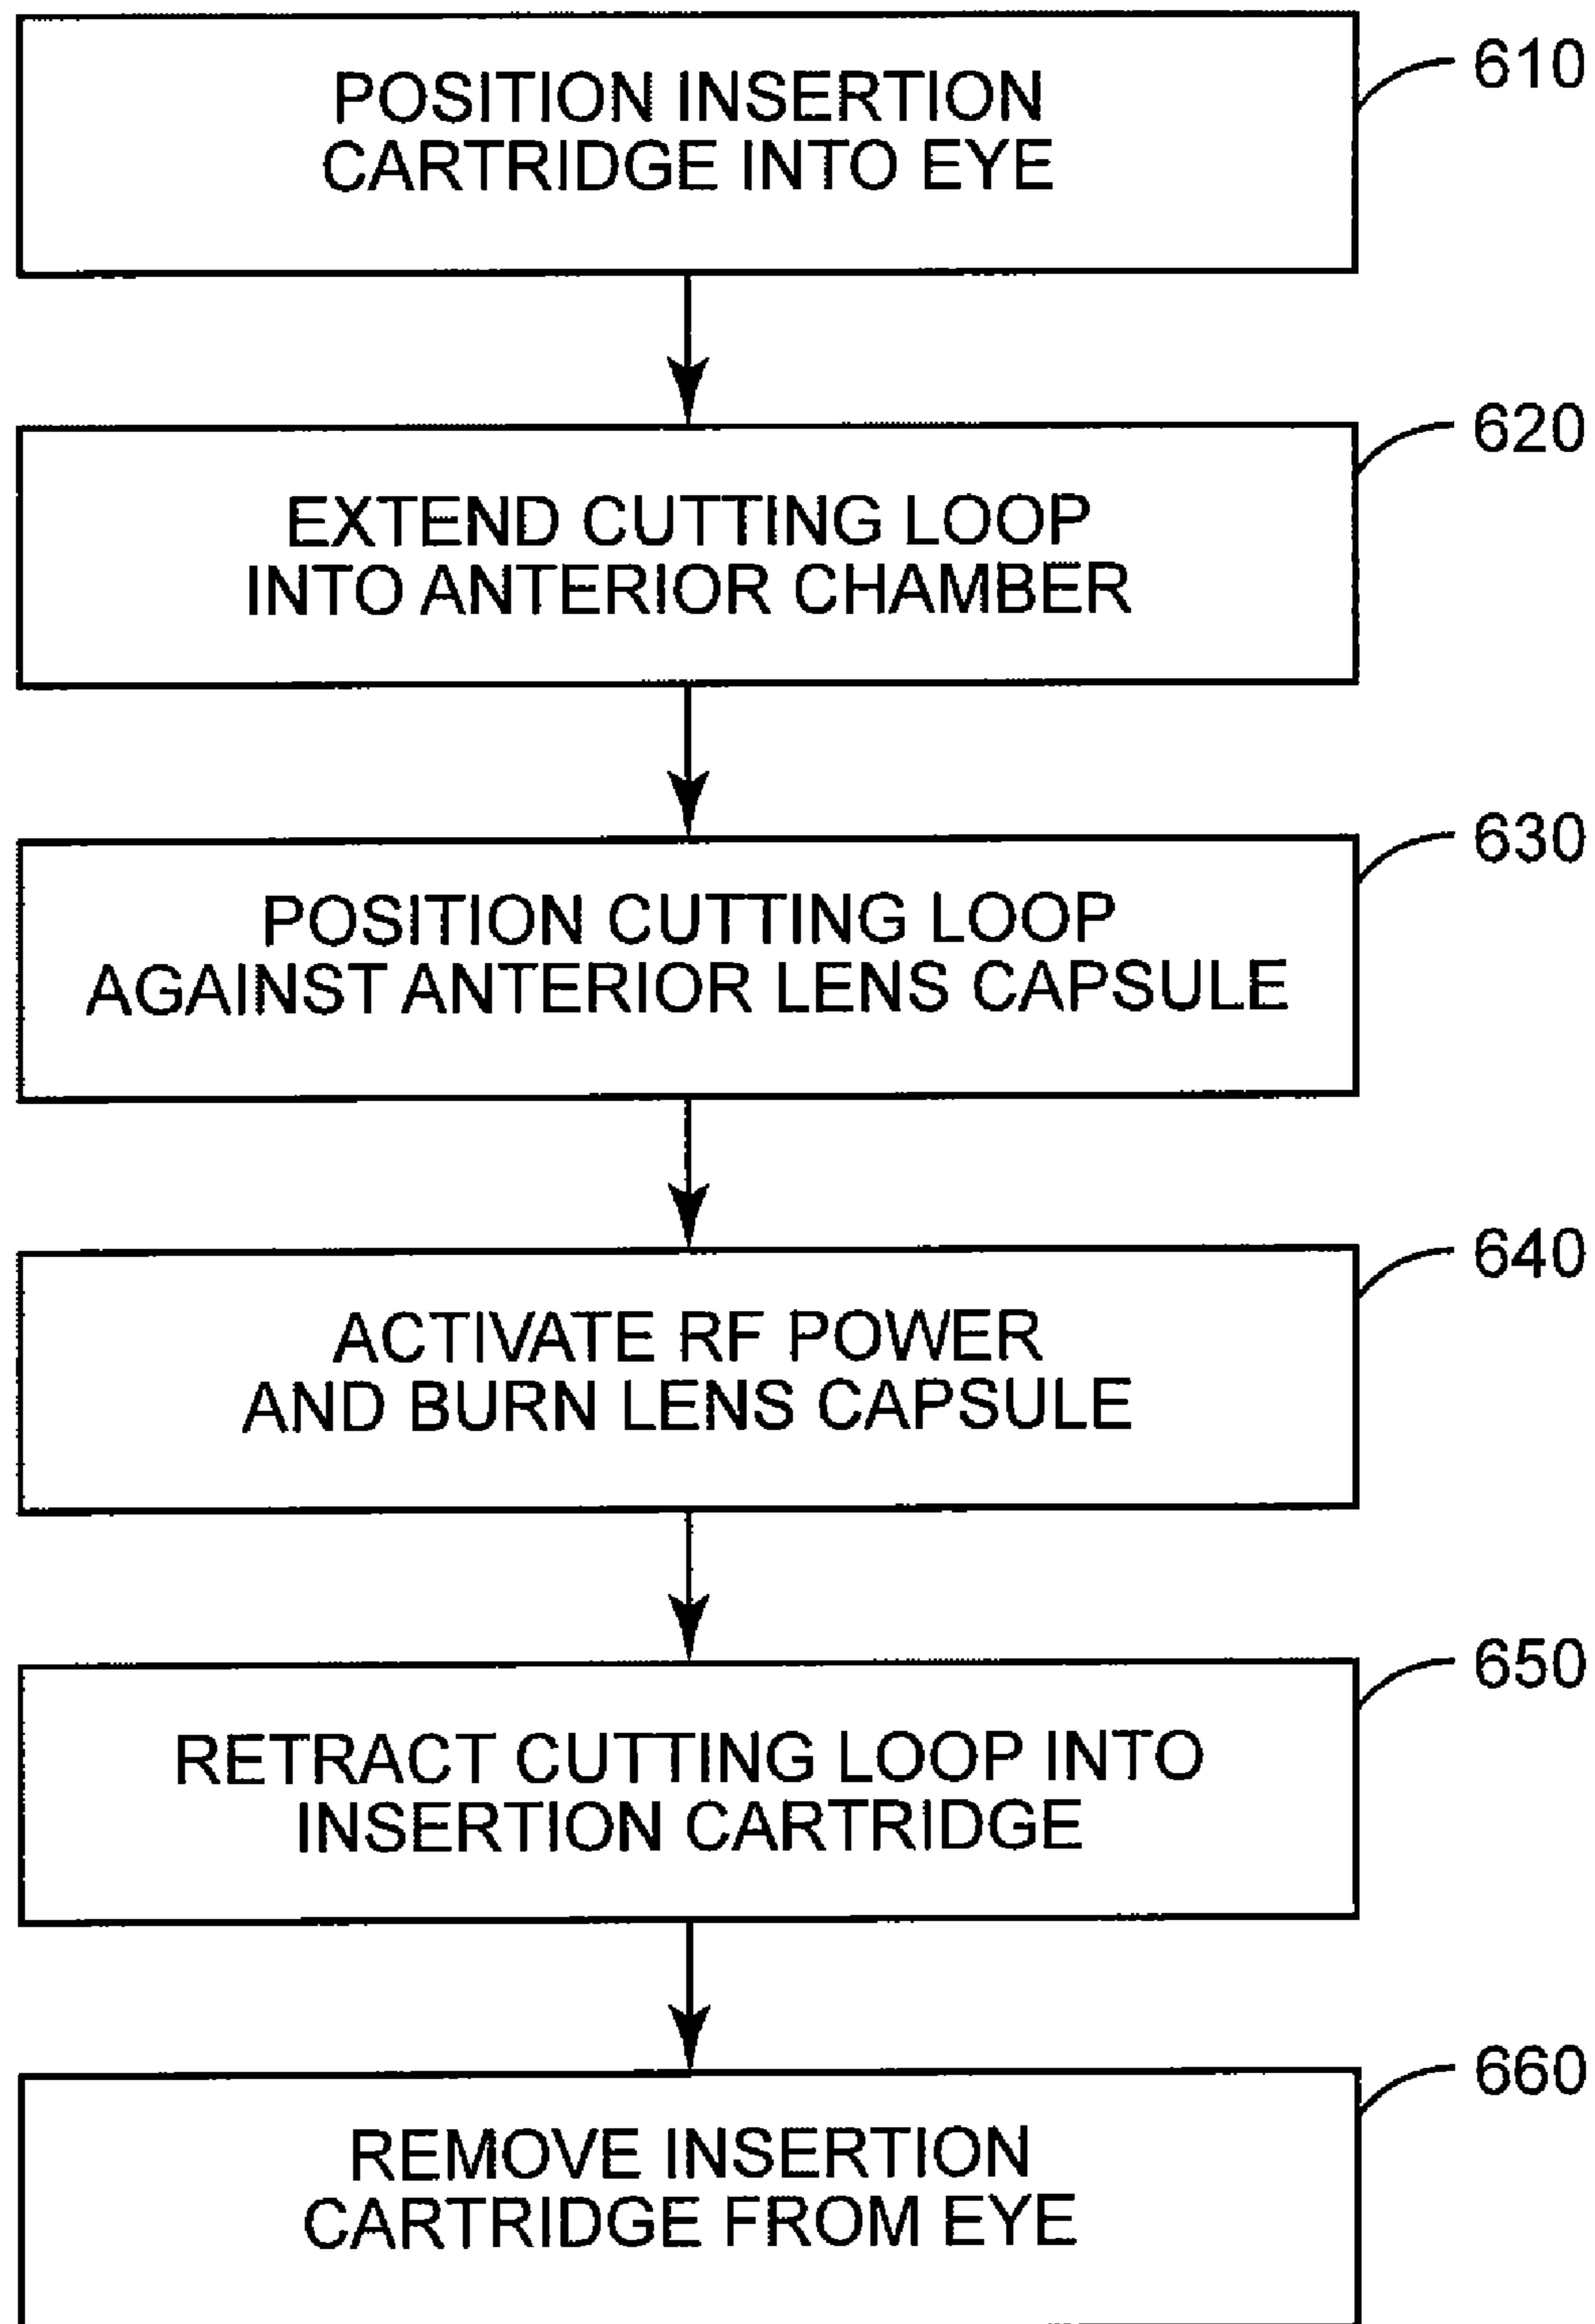 POSITION INSERTION
CARTRIDGE INTO EYE
610
EXTEND CUTTING LOOP
INTO ANTERIOR CHAMBER
620
POSITION CUTTING LOOP
AGAINST ANTERIOR LENS CAPSULE
630
ACTIVATE RF POWER
AND BURN LENS CAPSULE
640
RETRACT CUTTING LOOP INTO
INSERTION CARTRIDGE
650
REMOVE INSERTION
CARTRIDGE FROM EYE
660